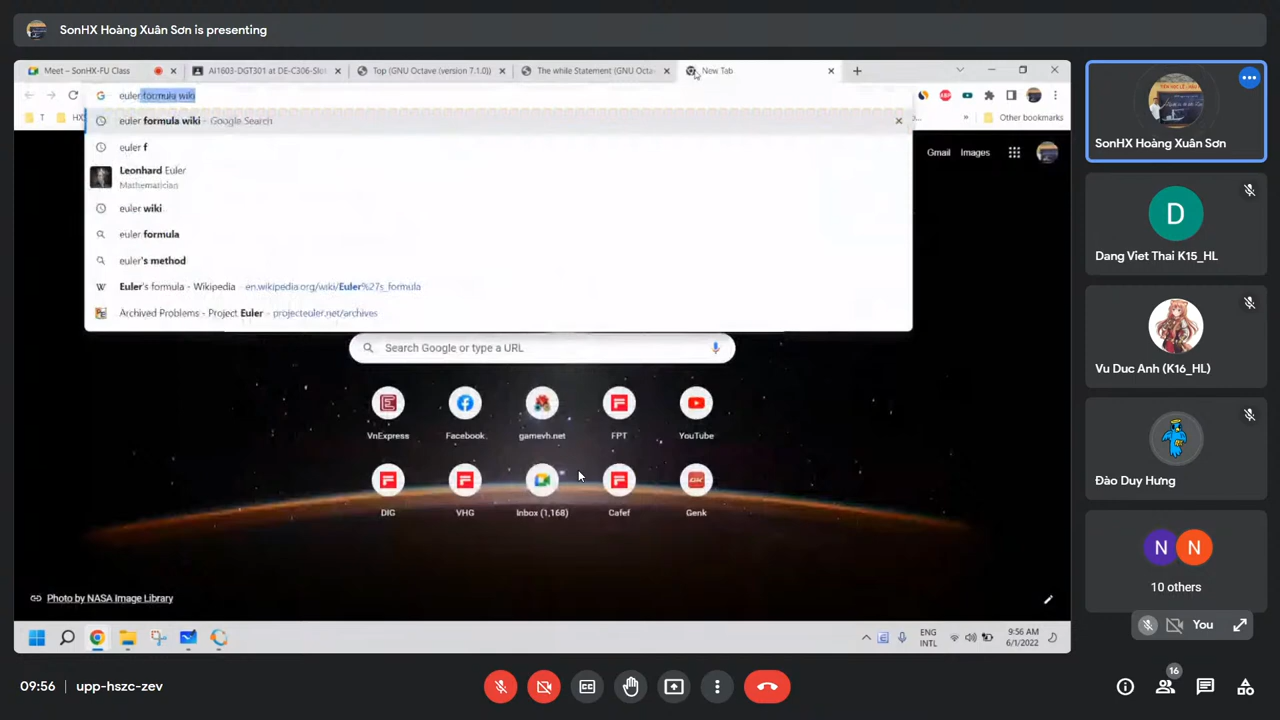 SonHX Hoàng Xuân Sơn is presenting
Meet – SonHX-FU Class
AI1603-DGT301 at DE-C306-Slot
Top (GNU Octave (version 7.1.0))
The while Statement (GNU Octa
New Tab
euler formula wiki
T
Other bookmarks
euler formula wiki - Google Search
euler f
Leonhard Euler
Mathematician
euler wiki
euler formula
euler's method
Euler's formula - Wikipedia - en.wikipedia.org/wiki/Euler%27s_formula
Archived Problems - Project Euler - projecteuler.net/archives
Gmail Images
Search Google or type a URL
VnExpress Facebook gamevh.net FPT YouTube
DIG VHG Inbox (1,168) Cafef Genk
Photo by NASA Image Library
ENG
INTL
9:56 AM
6/1/2022
SonHX Hoàng Xuân Sơn
D
Dang Viet Thai K15_HL
Vu Duc Anh (K16_HL)
Đào Duy Hưng
N N
10 others
You
09:56 | upp-hszc-zev
16